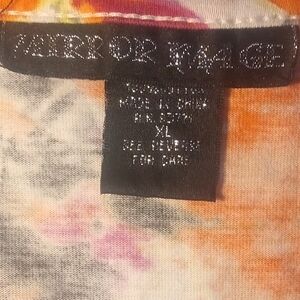 MIRROR IMAGE
MADE IN CHINA
XL
SEE REVERSE
FOR CARE